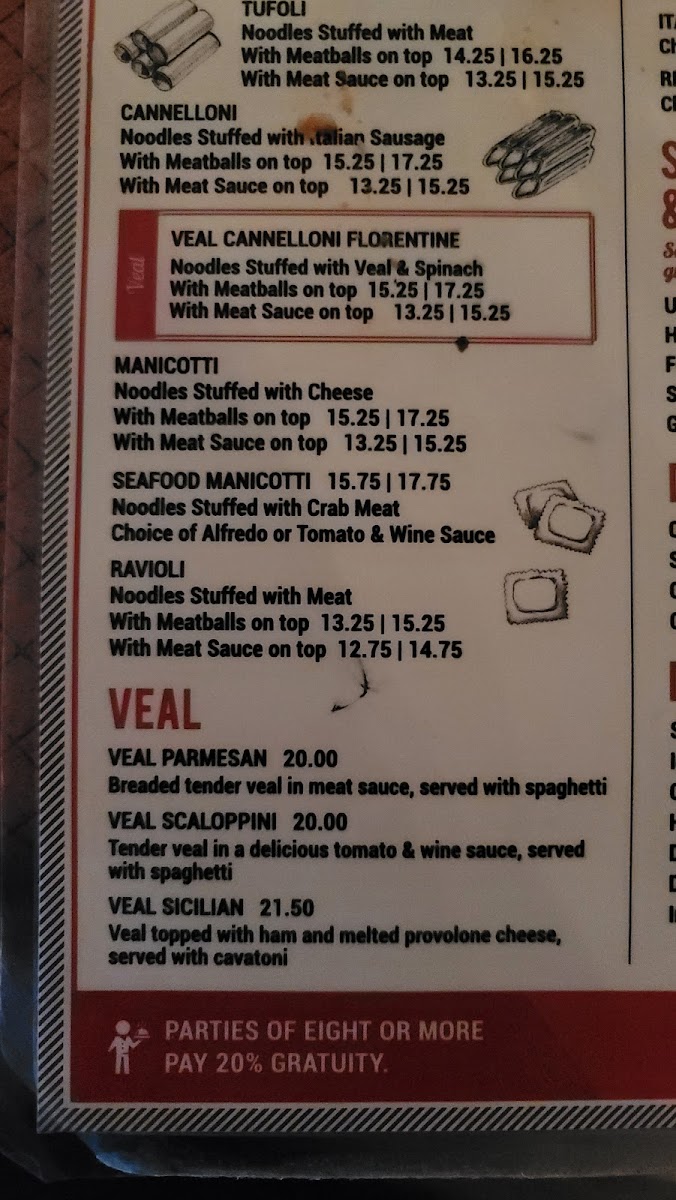 TUFOLI
Noodles Stuffed with Meat
With Meatballs on top 14.25 | 16.25
With Meat Sauce on top 13.25 | 15.25
CANNELLONI
Noodles Stuffed with Italian Sausage
With Meatballs on top 15.25 | 17.25
With Meat Sauce on top 13.25 | 15.25
Veal
VEAL CANNELLONI FLORENTINE
Noodles Stuffed with Veal & Spinach
With Meatballs on top 15.25 | 17.25
With Meat Sauce on top 13.25 | 15.25
MANICOTTI
Noodles Stuffed with Cheese
With Meatballs on top 15.25 | 17.25
With Meat Sauce on top 13.25 | 15.25
SEAFOOD MANICOTTI 15.75 | 17.75
Noodles Stuffed with Crab Meat
Choice of Alfredo or Tomato & Wine Sauce
RAVIOLI
Noodles Stuffed with Meat
With Meatballs on top 13.25 | 15.25
With Meat Sauce on top 12.75 | 14.75
VEAL
VEAL PARMESAN 20.00
Breaded tender veal in meat sauce, served with spaghetti
VEAL SCALOPPINI 20.00
Tender veal in a delicious tomato & wine sauce, served
with spaghetti
VEAL SICILIAN 21.50
Veal topped with ham and melted provolone cheese,
served with cavatoni
PARTIES OF EIGHT OR MORE
PAY 20% GRATUITY.